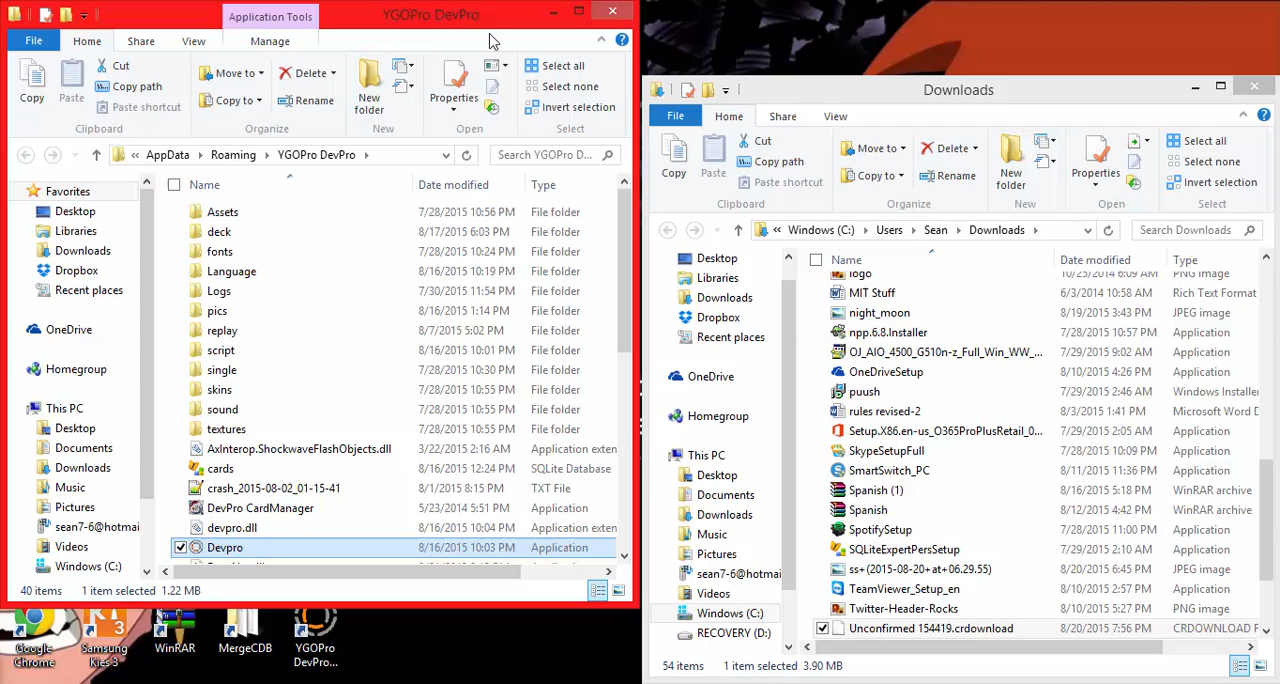 Application Tools
YGOPro DevPro
File
Home
Share
View
Manage
Copy
Paste
Cut
Copy path
Paste shortcut
Clipboard
Move to
Copy to
Delete
Rename
Organize
New folder
New
Properties
Open
Select all
Select none
Invert selection
Select
« AppData Roaming YGOPro DevPro
Search YGOPro D...
Favorites
Desktop
Libraries
Downloads
Dropbox
Recent places
OneDrive
Homegroup
This PC
Desktop
Documents
Downloads
Music
Pictures
sean7-6@hotmai
Videos
Windows (C:)
Name Date modified Type
Assets 7/28/2015 10:56 PM File folder
deck 8/17/2015 6:03 PM File folder
fonts 7/28/2015 10:24 PM File folder
Language 8/16/2015 10:19 PM File folder
Logs 7/30/2015 11:54 PM File folder
pics 8/16/2015 1:14 PM File folder
replay 8/7/2015 5:02 PM File folder
script 8/16/2015 10:01 PM File folder
single 7/28/2015 10:30 PM File folder
skins 7/28/2015 10:55 PM File folder
sound 7/28/2015 10:55 PM File folder
textures 7/28/2015 10:55 PM File folder
AxInterop.ShockwaveFlashObjects.dll 3/22/2015 2:16 AM Application exten
cards 8/16/2015 12:24 PM SQLite Database
crash_2015-08-02_01-15-41 8/1/2015 8:15 PM TXT File
DevPro CardManager 5/23/2014 5:51 PM Application
devpro.dll 8/16/2015 10:04 PM Application exten
Devpro 8/16/2015 10:03 PM Application
40 items 1 item selected 1.22 MB
Google Chrome
Samsung Kies 3
WinRAR
MergeCDB
YGOPro DevPro...
Downloads
File
Home
Share
View
Copy
Paste
Cut
Copy path
Paste shortcut
Clipboard
Move to
Copy to
Delete
Rename
Organize
New folder
New
Properties
Open
Select all
Select none
Invert selection
Select
« Windows (C:) Users Sean Downloads
Search Downloads
Desktop
Libraries
Downloads
Dropbox
Recent places
OneDrive
Homegroup
This PC
Desktop
Documents
Downloads
Music
Pictures
sean7-6@hotmai
Videos
Windows (C:)
RECOVERY (D:)
Name Date modified Type
logo 10/25/2014 6:09 AM PNG image
MIT Stuff 6/3/2014 10:58 AM Rich Text Format
night_moon 8/19/2015 3:43 PM JPEG image
npp.6.8.Installer 7/28/2015 10:57 PM Application
OJ_AIO_4500_G510n-z_Full_Win_WW_... 7/29/2015 9:02 AM Application
OneDriveSetup 8/10/2015 4:26 PM Application
puush 7/29/2015 2:46 AM Windows Installer
rules revised-2 8/3/2015 1:41 PM Microsoft Word D
Setup.X86.en-us_O365ProPlusRetail_0... 7/29/2015 2:05 AM Application
SkypeSetupFull 7/28/2015 10:09 PM Application
SmartSwitch_PC 8/11/2015 11:36 PM Application
Spanish (1) 8/16/2015 5:18 PM WinRAR archive
Spanish 8/12/2015 4:42 PM WinRAR archive
SpotifySetup 7/28/2015 11:00 PM Application
SQLiteExpertPersSetup 7/29/2015 2:10 AM Application
ss+(2015-08-20+at+06.29.55) 8/20/2015 6:45 PM JPEG image
TeamViewer_Setup_en 8/10/2015 5:27 PM Application
Twitter-Header-Rocks 8/10/2015 5:27 PM PNG image
Unconfirmed 154419.crdownload 8/20/2015 7:56 PM CRDOWNLOAD F
54 items 1 item selected 3.90 MB